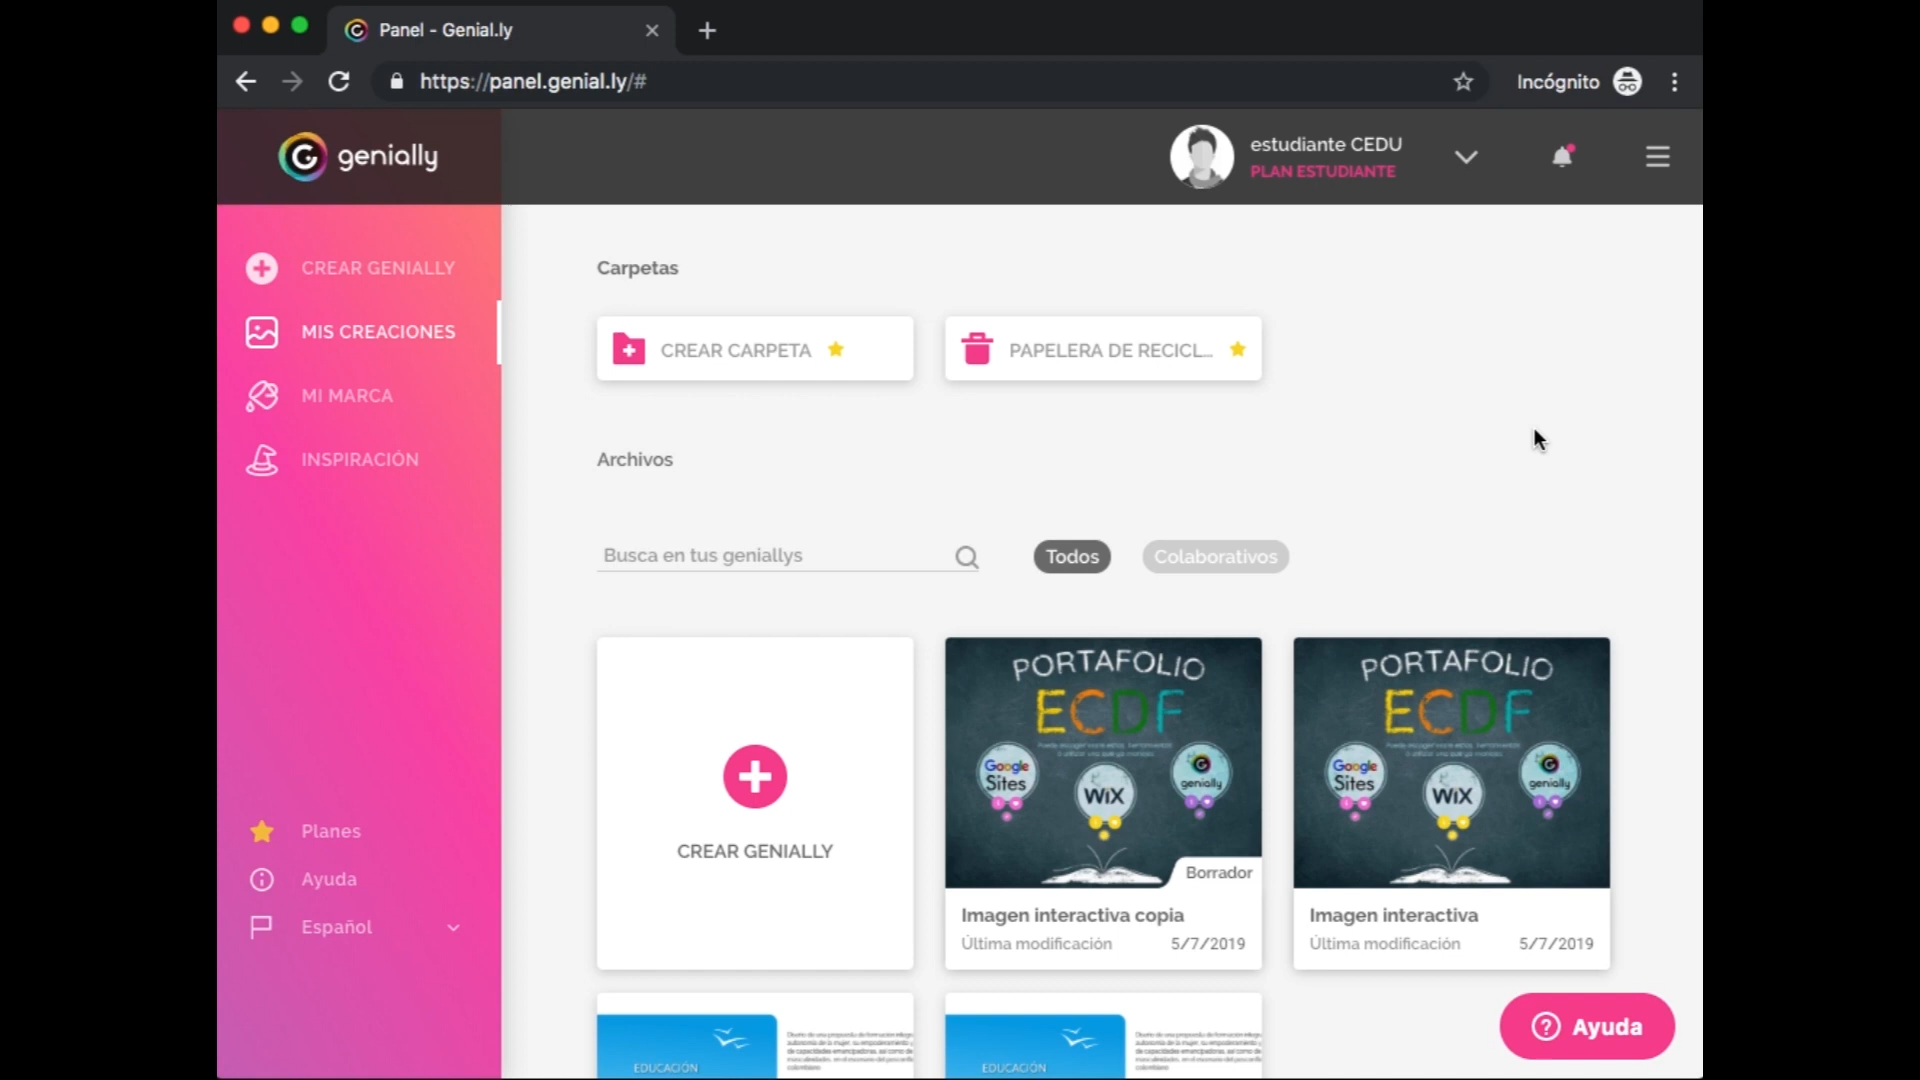 Panel - Genial.ly
https://panel.genial.ly/#
Incógnito
genially
estudiante CEDU
PLAN ESTUDIANTE
CREAR GENIALLY
MIS CREACIONES
MI MARCA
INSPIRACIÓN
Planes
Ayuda
Español
Carpetas
CREAR CARPETA
PAPELERA DE RECICL...
Archivos
Busca en tus geniallys
Todos
Colaborativos
CREAR GENIALLY
PORTAFOLIO
ECDF
Google
Sites
WiX
genially
Borrador
Imagen interactiva copia
Última modificación 5/7/2019
PORTAFOLIO
ECDF
Google
Sites
WiX
genially
Imagen interactiva
Última modificación 5/7/2019
EDUCACIÓN
EDUCACIÓN
Ayuda